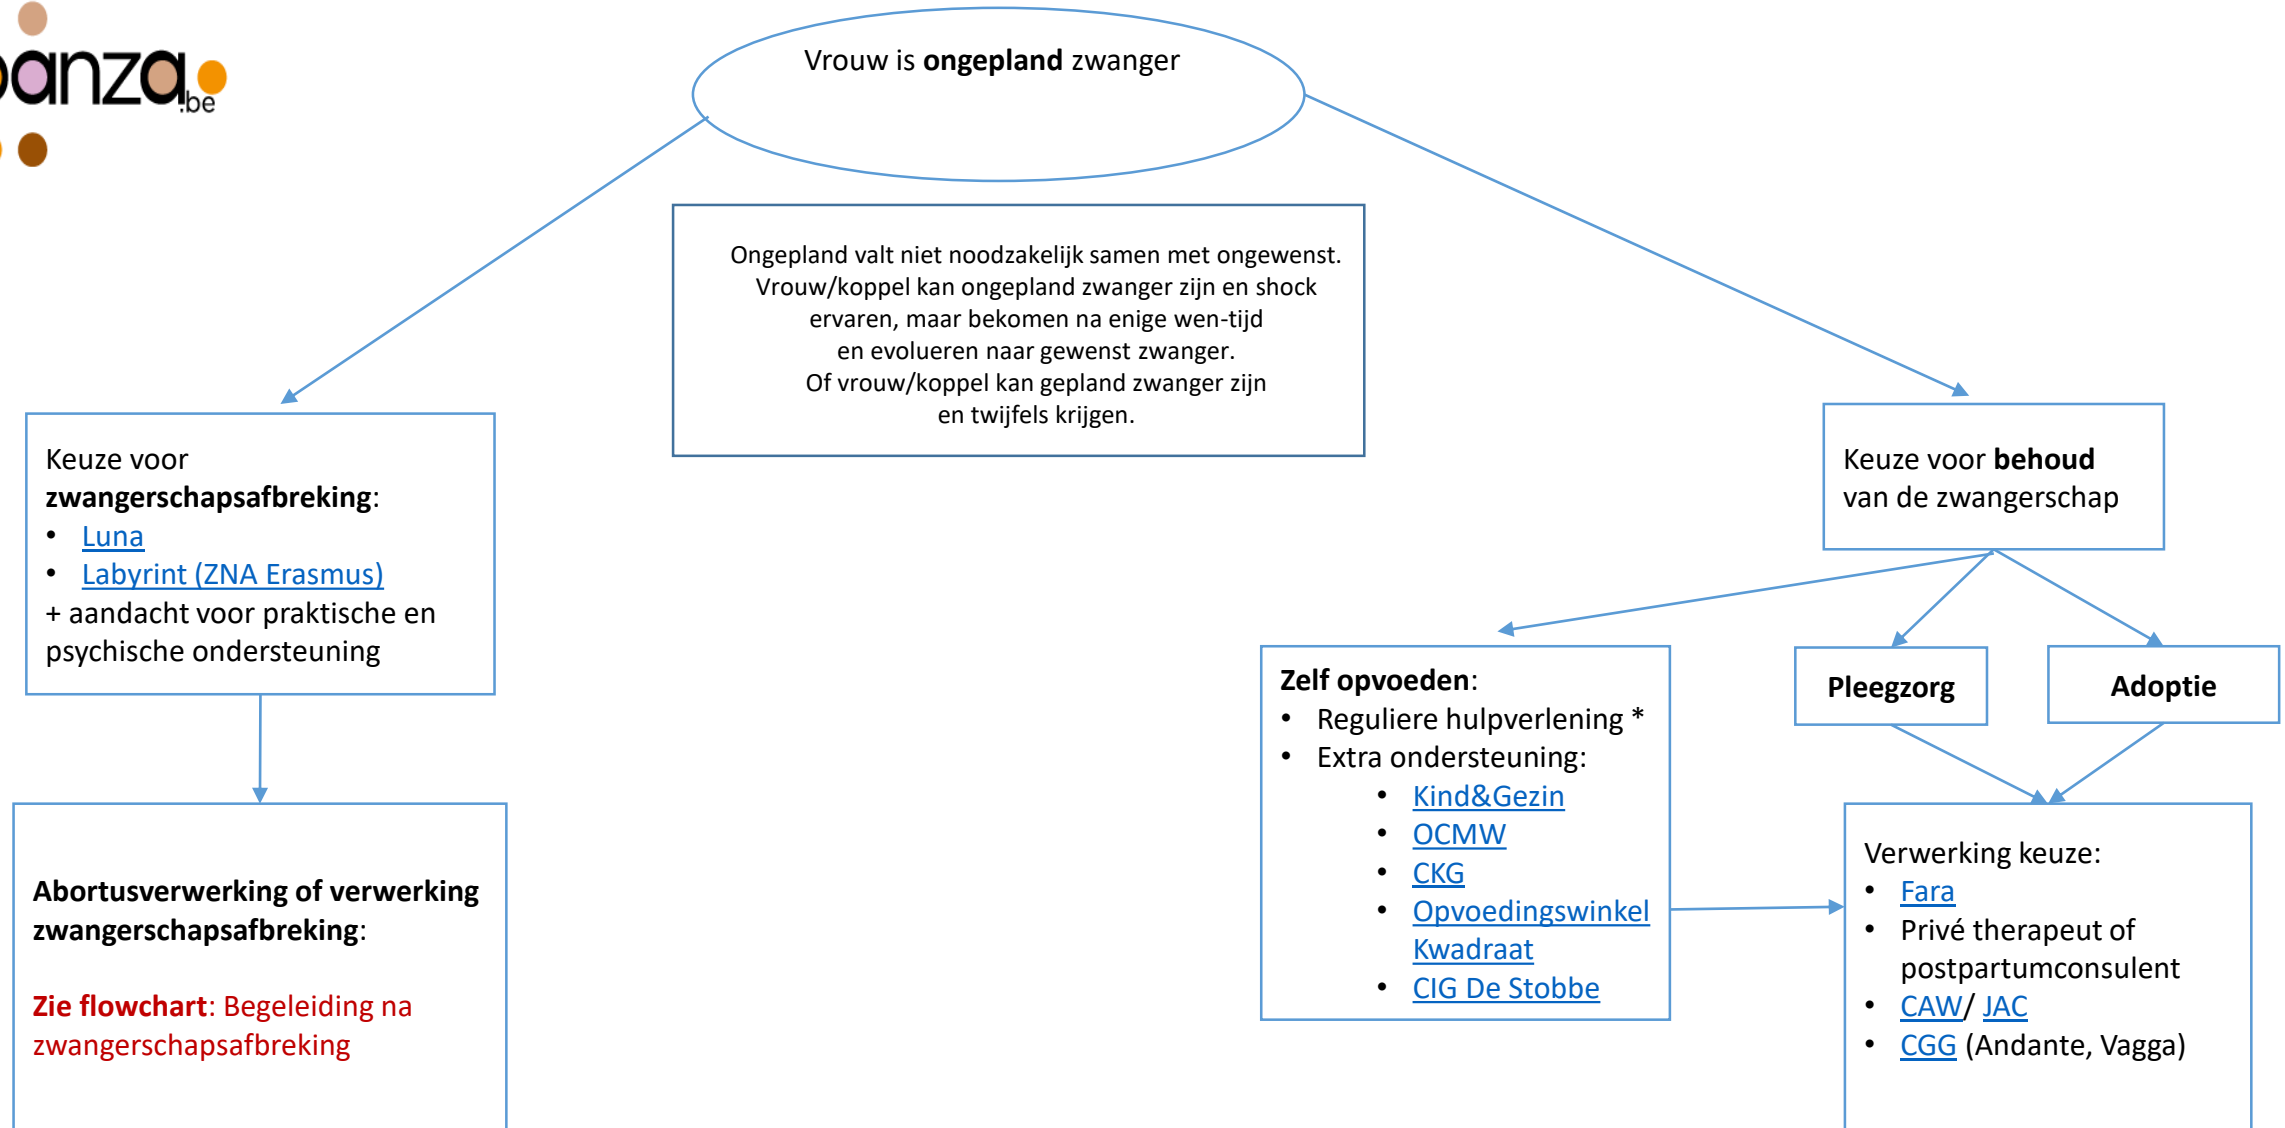 anza
.be
Vrouw is ongepland zwanger
Ongepland valt niet noodzakelijk samen met ongewenst.
Vrouw/koppel kan ongepland zwanger zijn en shock
ervaren, maar bekomen na enige wen-tijd
en evolueren naar gewenst zwanger.
Of vrouw/koppel kan gepland zwanger zijn
en twijfels krijgen.
Keuze voor
zwangerschapsafbreking:
• Luna
• Labyrint (ZNA Erasmus)
+ aandacht voor praktische en
psychische ondersteuning
Abortusverwerking of verwerking
zwangerschapsafbreking:
Zie flowchart: Begeleiding na
zwangerschapsafbreking
Keuze voor behoud
van de zwangerschap
Zelf opvoeden:
• Reguliere hulpverlening *
• Extra ondersteuning:
• Kind&Gezin
• OCMW
• CKG
• Opvoedingswinkel
Kwadraat
• CIG De Stobbe
Pleegzorg
Adoptie
Verwerking keuze:
• Fara
• Privé therapeut of
postpartumconsulent
• CAW/ JAC
• CGG (Andante, Vagga)